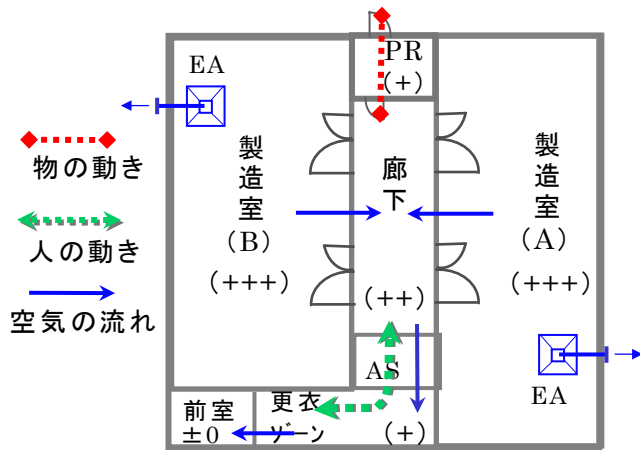 PR
(+)
EA
物の動き
人の動き
空気の流れ
製造室
(B)
(+++)
廊下
(++)
製造室
(A)
(+++)
EA
AS
前室
±0
更衣
ゾーン
(+)